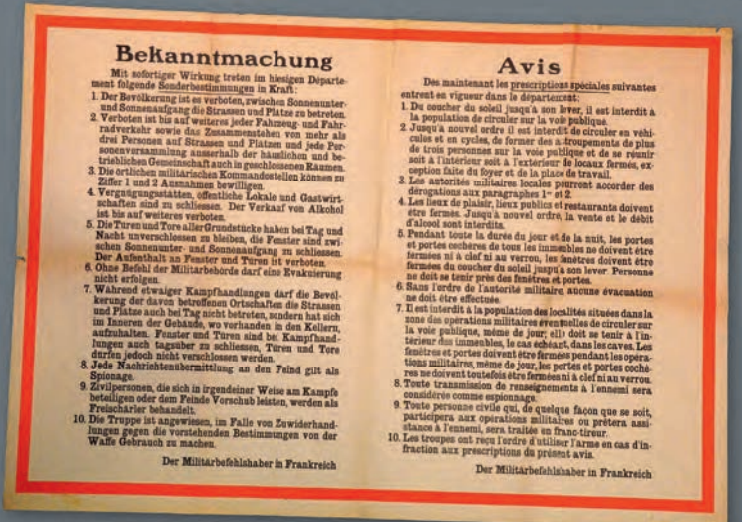 Bekanntmachung
Mit sofortiger Wirkung treten im hiesigen Departe-
ment folgende Sonderbestimmungen in Kraft:
1. Der Bevölkerung ist es verboten, zwischen Sonnenunter-
und Sonnenaufgang die Strassen und Plätze zu betreten.
2. Verboten ist bis auf weiteres jeder Fahrzeug- und Fahr-
radverkehr sowie das Zusammenstehen von mehr als
drei Personen auf Strassen und Plätzen und jede Per-
sonenversammlung ausserhalb der häuslichen und be-
trieblichen Gemeinschaft auch in geschlossenen Räumen.
3. Die örtlichen militärischen Kommandostellen können zu
Ziffer 1 und 2 Ausnahmen bewilligen.
4. Vergnügungsstätten, öffentliche Lokale und Gastwirt-
schaften sind zu schliessen. Der Verkauf von Alkohol
ist bis auf weiteres verboten.
5. Die Türen und Tore aller Grundstücke haben bei Tag und
Nacht unverschlossen zu bleiben, die Fenster sind zwi-
schen Sonnenunter- und Sonnenaufgang zu schliessen.
Der Aufenthalt an Fenster und Türen ist verboten.
6. Ohne Befehl der Militärbehörde darf eine Evakuierung
nicht erfolgen.
7. Während etwaiger Kampfhandlungen darf die Bevöl-
kerung der davon betroffenen Ortschaften die Strassen
und Plätze auch bei Tag nicht betreten, sondern hat sich
im Inneren der Gebäude, wo vorhanden in den Kellern,
aufzuhalten. Fenster und Türen sind bei Kampfhand-
lungen auch tagsüber zu schliessen, Türen und Tore
dürfen jedoch nicht verschlossen werden.
8. Jede Nachrichtenübermittlung an den Feind gilt als
Spionage.
9. Zivilpersonen, die sich in irgendeiner Weise am Kampfe
beteiligen oder dem Feinde Vorschub leisten, werden als
Freischärler behandelt.
10. Die Truppe ist angewiesen, im Falle von Zuwiderhand-
lungen gegen die vorstehenden Bestimmungen von der
Waffe Gebrauch zu machen.
Der Militärbefehlshaber in Frankreich
Avis
Des maintenant les prescriptions spéciales suivantes
entrent en vigueur dans le département:
1. Du coucher du soleil jusqu'a son lever, il est interdit à
la population de circuler sur la voie publique.
2. Jusqu'à nouvel ordre il est interdit de circuler en véhi-
cules et en cycles, de former des attroupements de plus
de trois personnes sur la voie publique et de se réunir
soit à l'intérieur soit à l'extérieur de locaux fermés, ex-
ception faite du foyer et de la place de travail.
3. Les autorités militaires locales pourront accorder des
dérogations aux paragraphes 1er et 2.
4. Les lieux de plaisir, lieux publics et restaurants doivent
être fermés. Jusqu'à nouvel ordre, la vente et le débit
d'alcool sont interdits.
5. Pendant toute la durée du jour et de la nuit, les portes
et portes cochères de tous les immeubles ne doivent être
fermées ni à clef ni au verrou, les fenêtres doivent être
fermées du coucher du soleil jusqu'a son lever. Personne
ne doit se tenir près des fenêtres et portes.
6. Sans l'ordre de l'autorité militaire aucune évacuation
ne doit être effectuée.
7. Il est interdit à la population des localités situées dans la
zone des opérations militaires éventuelles de circuler sur
la voie publique, même de jour; elle doit se tenir à l'in-
térieur des immeubles, le cas échéant, dans les caves. Les
fenêtres et portes doivent être fermées pendant les opéra-
tions militaires, même de jour, les portes et portes cochè-
res ne doivent toutefois être fermées ni à clef ni au verrou.
8. Toute transmission de renseignements à l'ennemi sera
considérée comme espionnage.
9. Toute personne civile qui, de quelque façon que se soit,
participera aux opérations militaires ou prêtera assi-
stance à l'ennemi, sera traitée en franc-tireur.
10. Les troupes ont reçu l'ordre d'utiliser l'arme en cas d'in-
fraction aux prescriptions du présent avis.
Der Militärbefehlshaber in Frankreich